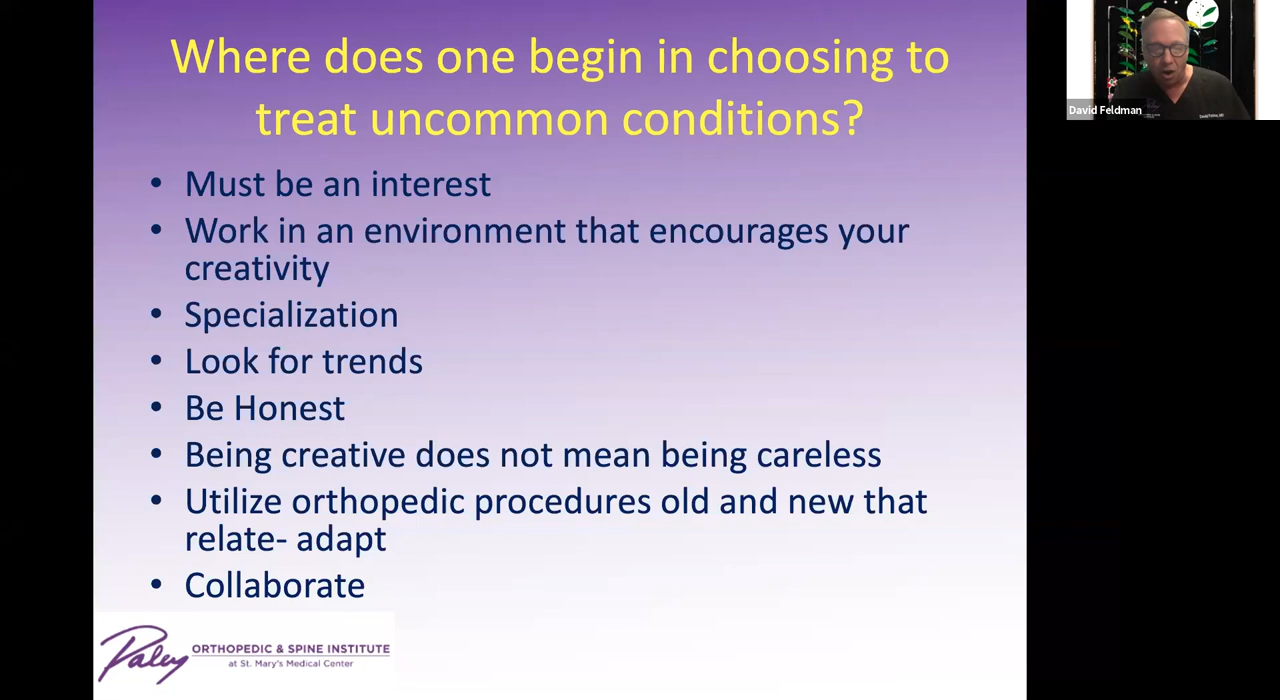 Where does one begin in choosing to
treat uncommon conditions?
• Must be an interest
• Work in an environment that encourages your
creativity
• Specialization
• Look for trends
• Be Honest
• Being creative does not mean being careless
• Utilize orthopedic procedures old and new that
relate- adapt
• Collaborate
Paley ORTHOPEDIC & SPINE INSTITUTE
at St. Mary's Medical Center
David Feldman